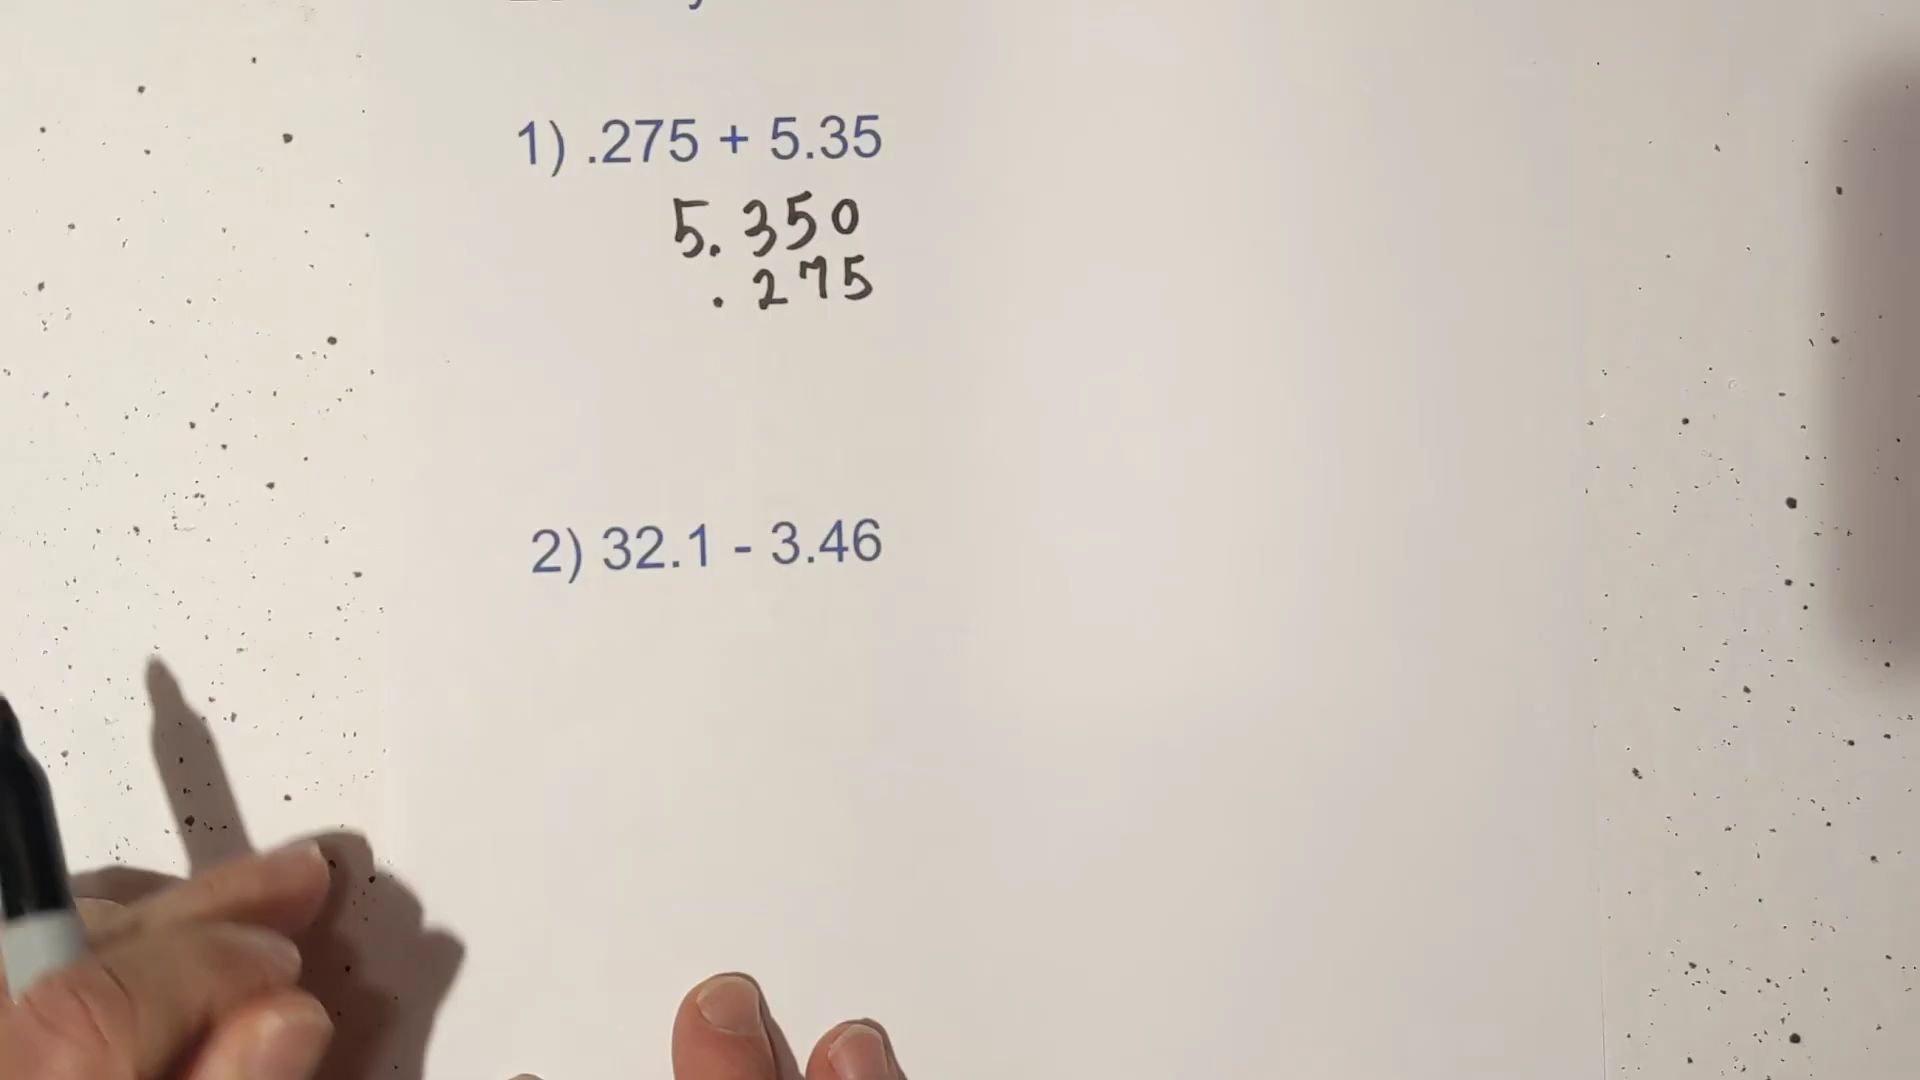 1) .275 + 5.35
5.350
.275
2) 32.1 - 3.46